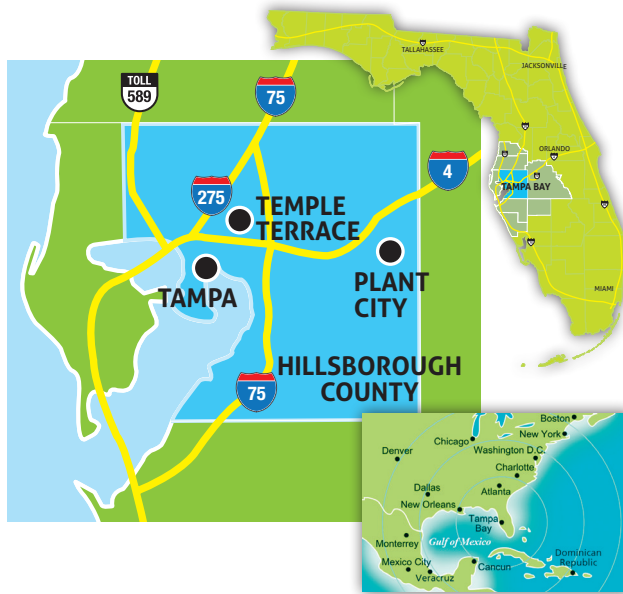 TALLAHASSEE
JACKSONVILLE
ORLANDO
TAMPA BAY
MIAMI
TOLL
589
75
275
4
TEMPLE
TERRACE
TAMPA
PLANT
CITY
HILLSBOROUGH
COUNTY
75
Boston
New York
Chicago
Washington D.C.
Denver
Charlotte
Dallas
Atlanta
New Orleans
Tampa
Bay
Gulf of Mexico
Monterrey
Mexico City
Veracruz
Cancun
Dominican
Republic